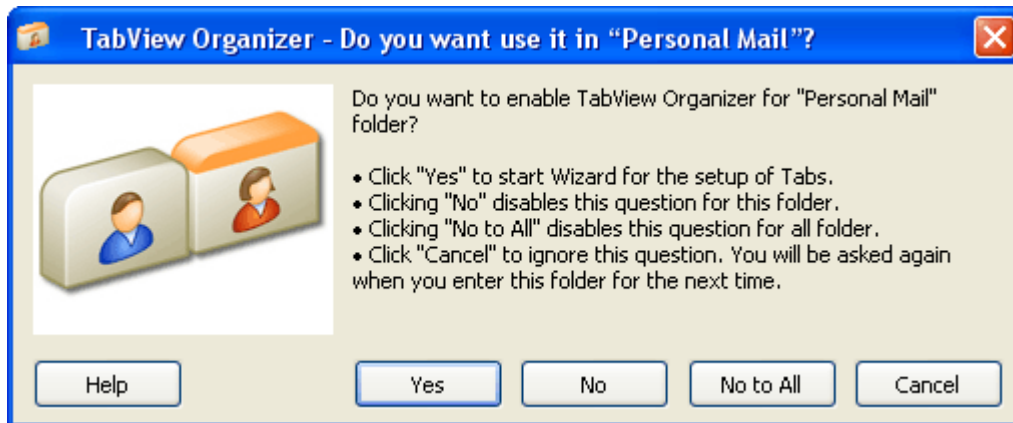 TabView Organizer - Do you want use it in “Personal Mail”?
Do you want to enable TabView Organizer for "Personal Mail"
folder?
• Click "Yes" to start Wizard for the setup of Tabs.
• Clicking "No" disables this question for this folder.
• Clicking "No to All" disables this question for all folder.
• Click "Cancel" to ignore this question. You will be asked again
when you enter this folder for the next time.
Help
Yes
No
No to All
Cancel